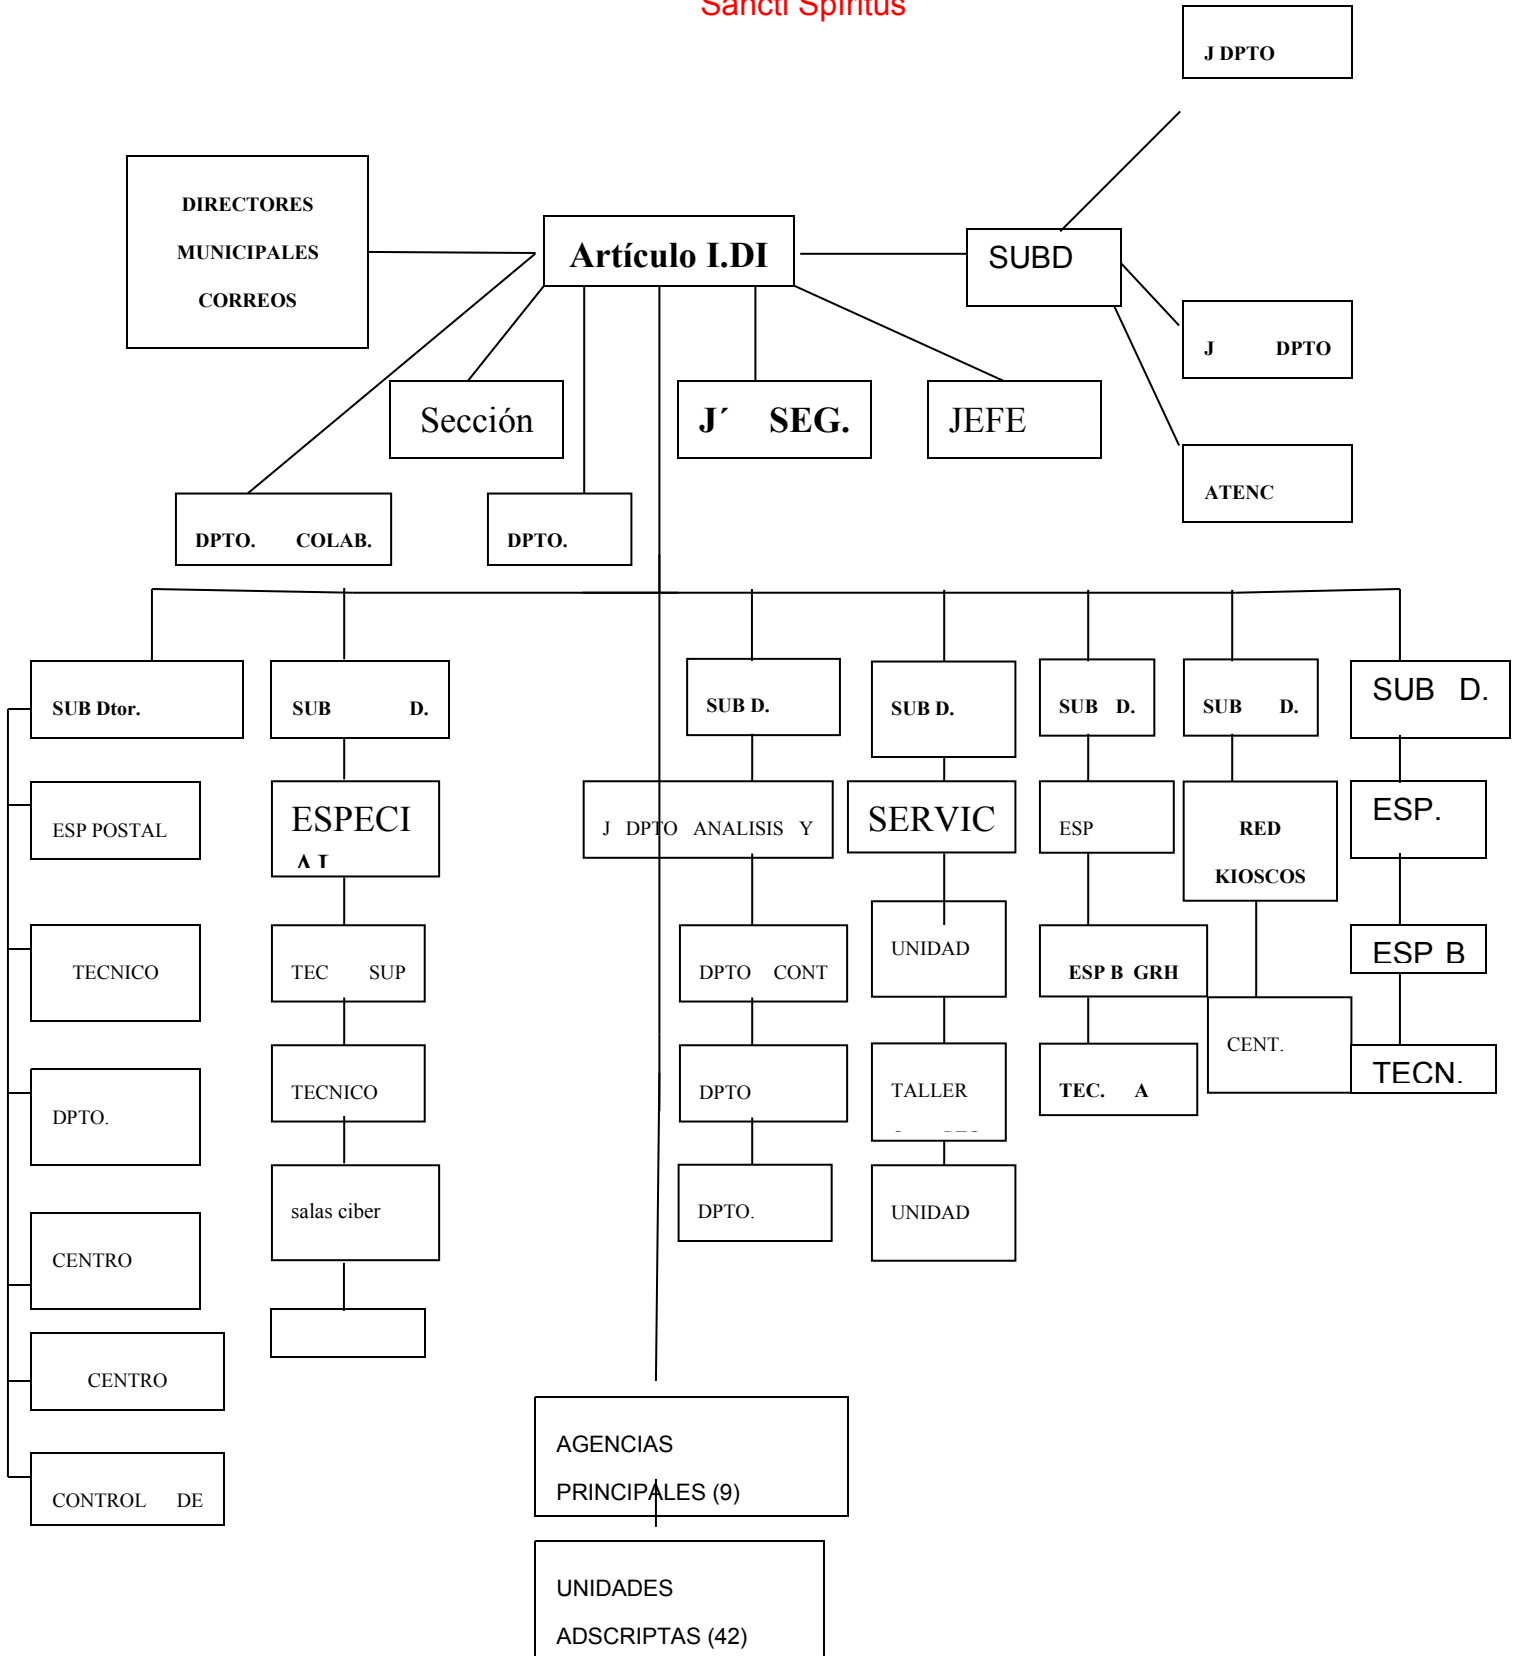 Sancti Spíritus
J DPTO
DIRECTORES
MUNICIPALES
CORREOS
Artículo I.DI
SUBD
J DPTO
Sección
J´ SEG.
JEFE
ATENC
DPTO. COLAB.
DPTO.
SUB Dtor.
SUB D.
SUB D.
SUB D.
SUB D.
SUB D.
SUB D.
ESP POSTAL
ESPECI
J DPTO ANALISIS Y
SERVIC
ESP
RED
KIOSCOS
ESP.
TECNICO
TEC SUP
DPTO CONT
UNIDAD
ESP B GRH
CENT.
ESP B
DPTO.
TECNICO
DPTO
TALLER
TEC. A
TECN.
CENTRO
salas ciber
DPTO.
UNIDAD
CENTRO
CONTROL DE
AGENCIAS
PRINCIPALES (9)
UNIDADES
ADSCRIPTAS (42)